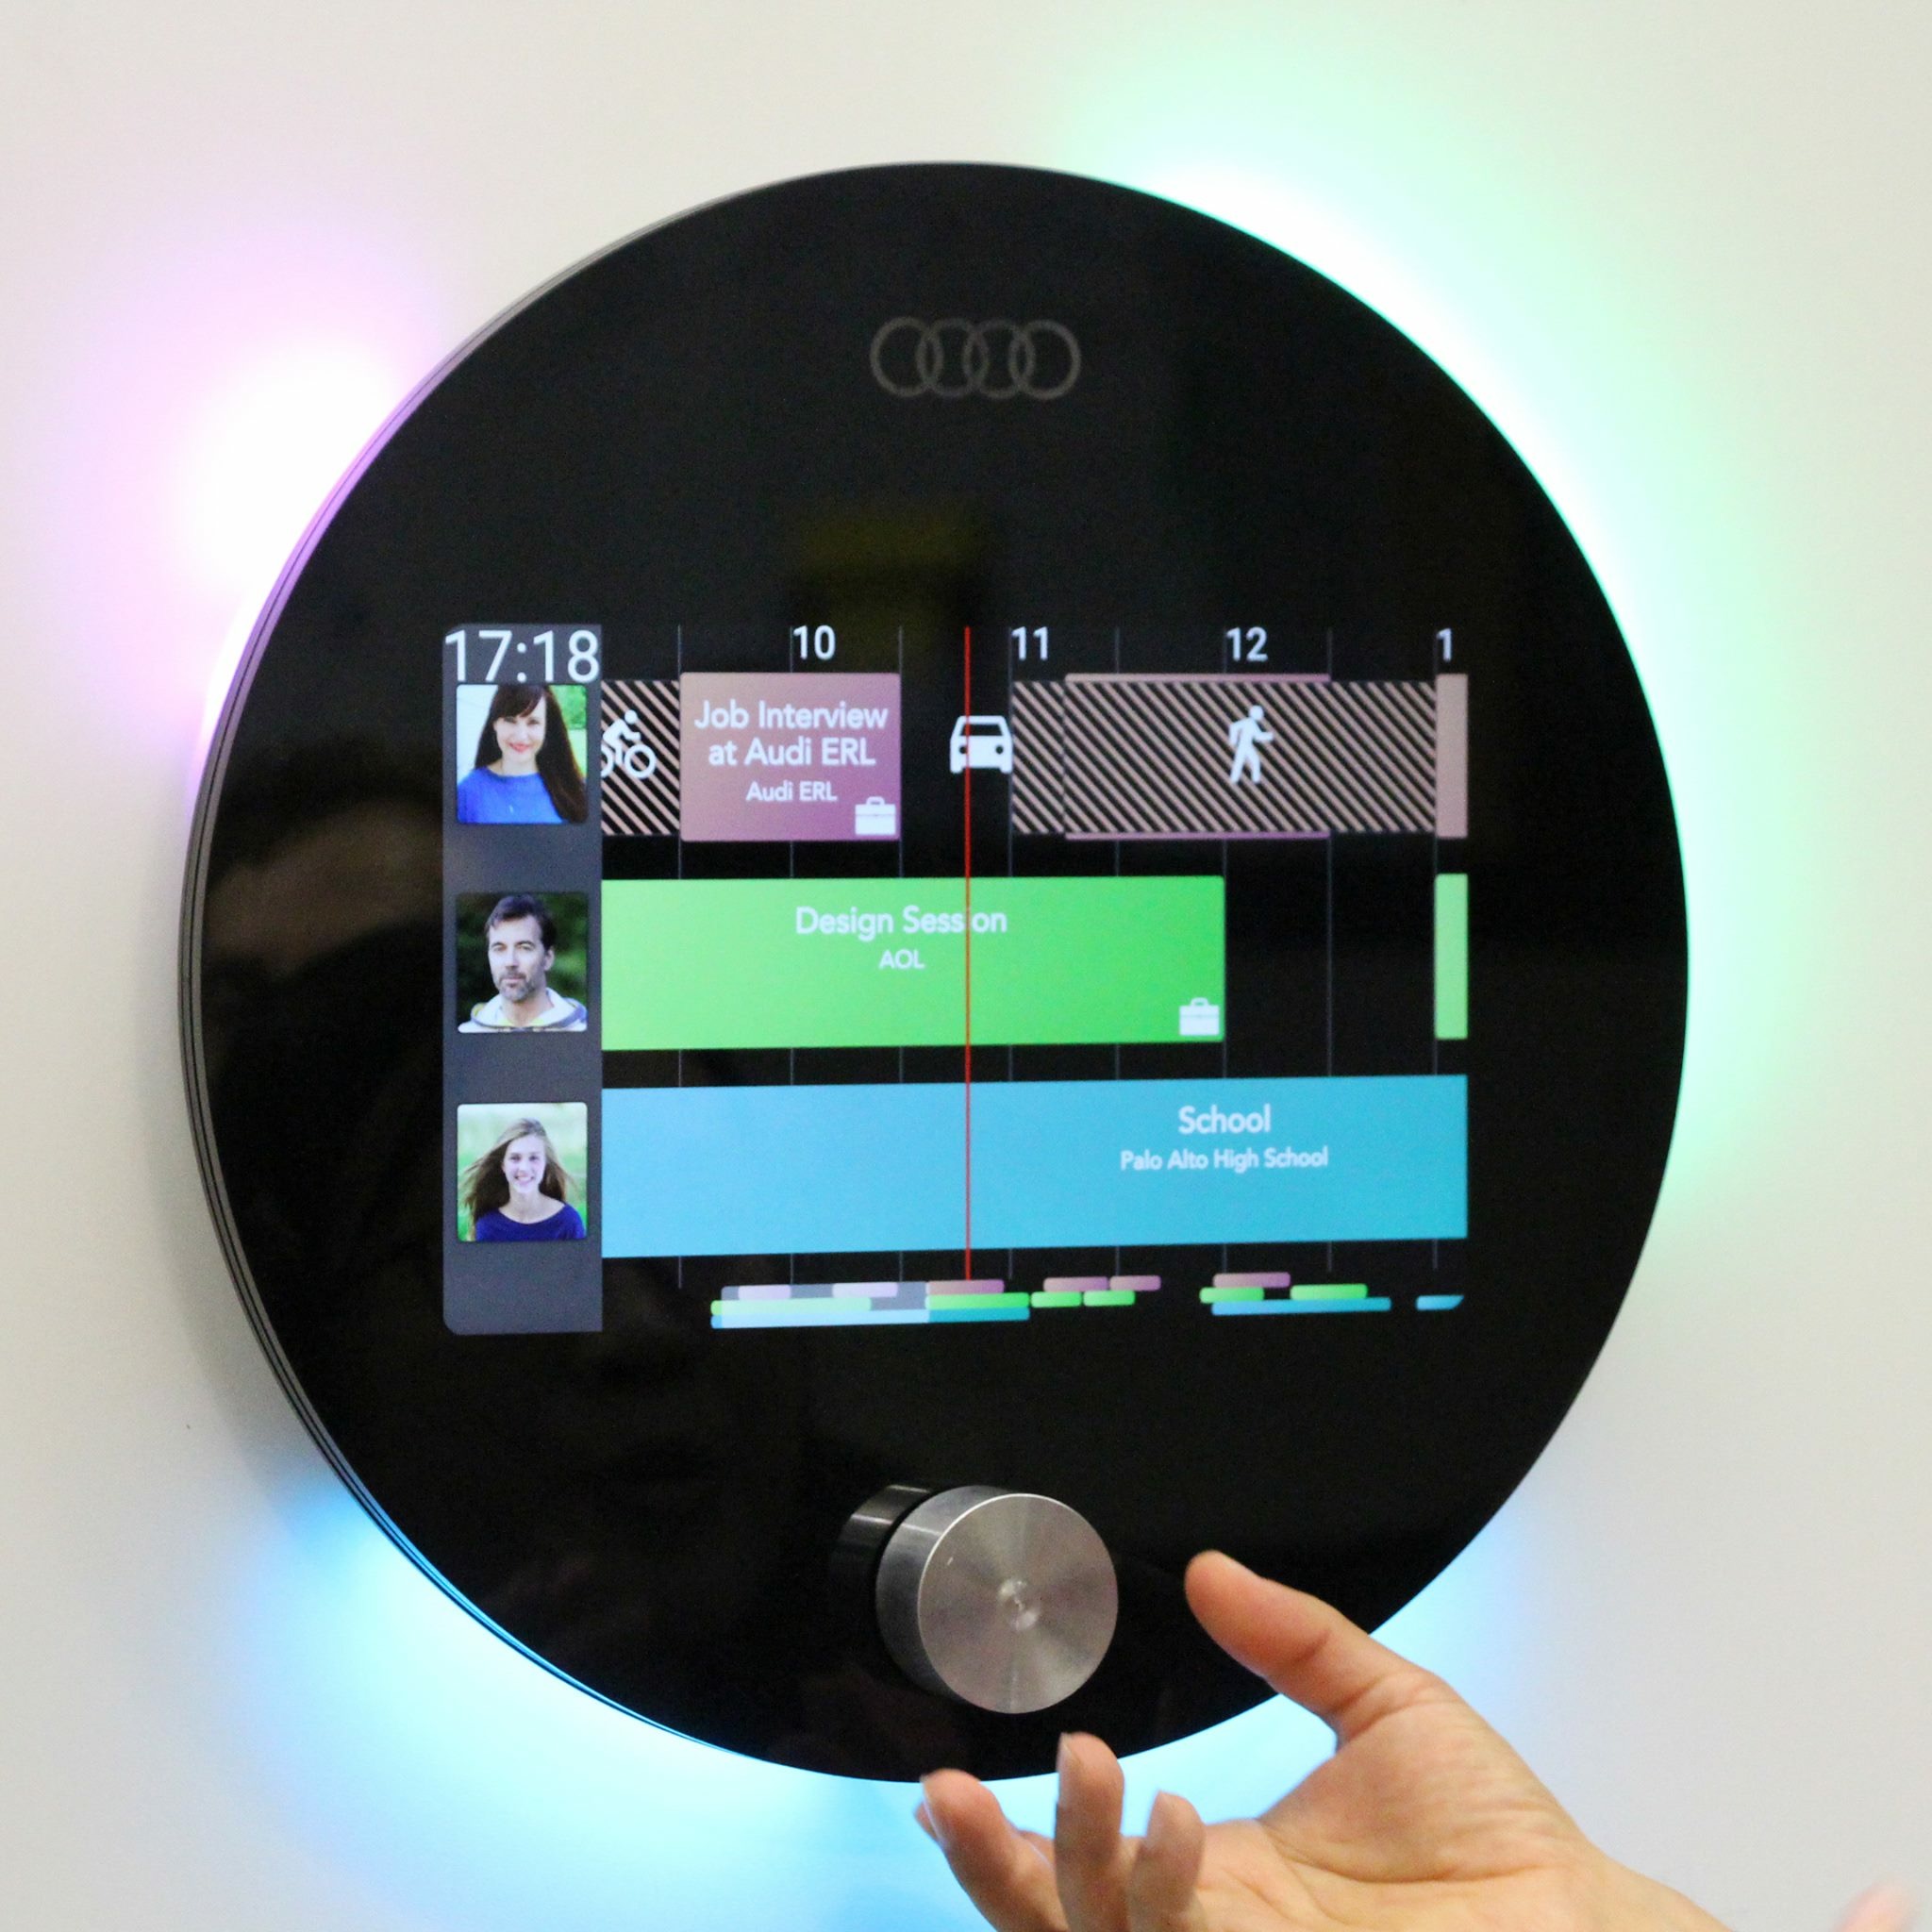 17:18
10
11
12
1
Job Interview
at Audi ERL
Audi ERL
Design Session
AOL
School
Palo Alto High School